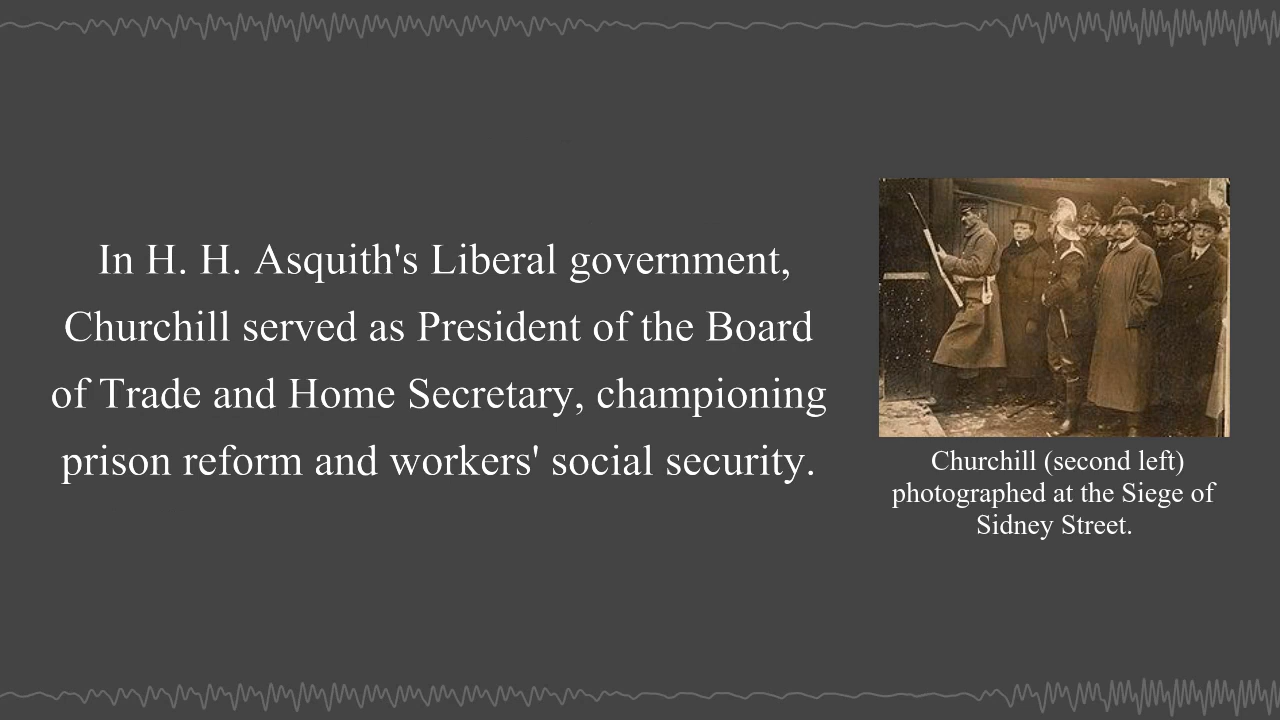 In H. H. Asquith's Liberal government,
Churchill served as President of the Board
of Trade and Home Secretary, championing
prison reform and workers' social security.
Churchill (second left)
photographed at the Siege of
Sidney Street.